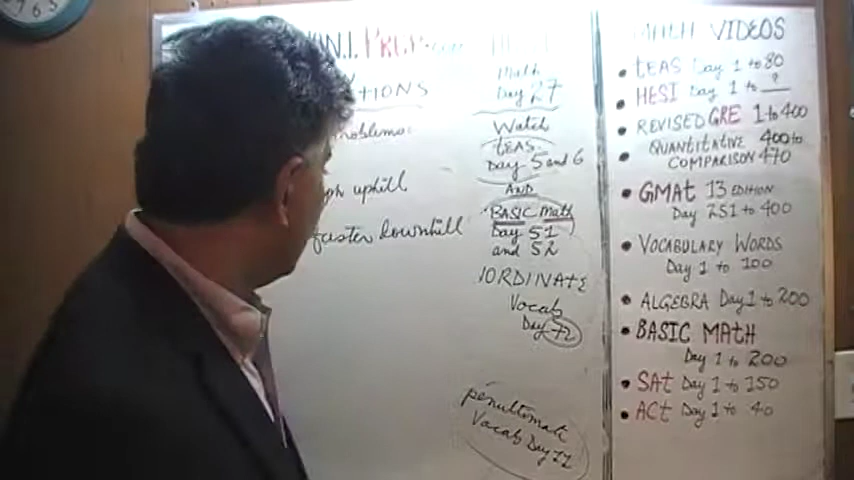 HESI
Math
Day 27
Watch
TEAS
Day 5 and 6
AND
BASIC Math
Day 51
and 52
Vocab
Day 72
uphill
faster downhill
penultimate
Vocab Day 72
MATH VIDEOS
• TEAS Day 1 to 80
• HESI Day 1 to ?
• REVISED GRE 1 to 400
• QUANTITATIVE 400 to
COMPARISON 470
• GMAT 13 EDITION
Day 251 to 400
• VOCABULARY WORDS
Day 1 to 100
• ALGEBRA Day 1 to 200
• BASIC MATH
Day 1 to 200
• SAT Day 1 to 150
• ACT Day 1 to 40